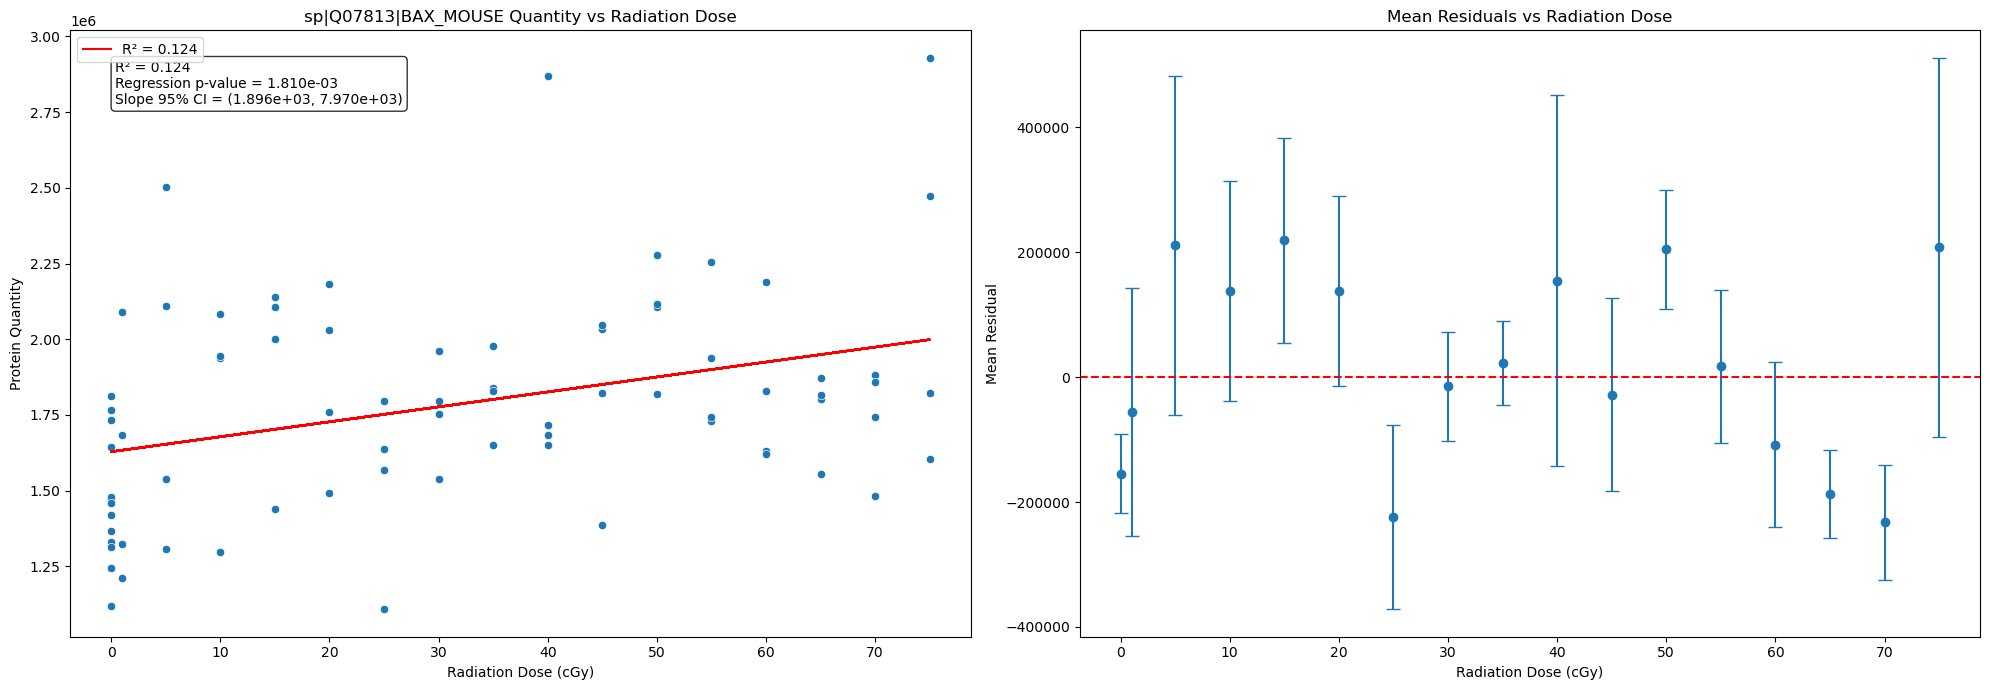 sp|Q07813|BAX_MOUSE Quantity vs Radiation Dose
1e6
R² = 0.124
R² = 0.124
Regression p-value = 1.810e-03
Slope 95% CI = (1.896e+03, 7.970e+03)
Protein Quantity
3.00
2.75
2.50
2.25
2.00
1.75
1.50
1.25
0 10 20 30 40 50 60 70
Radiation Dose (cGy)
Mean Residuals vs Radiation Dose
Mean Residual
400000
200000
0
−200000
−400000
0 10 20 30 40 50 60 70
Radiation Dose (cGy)